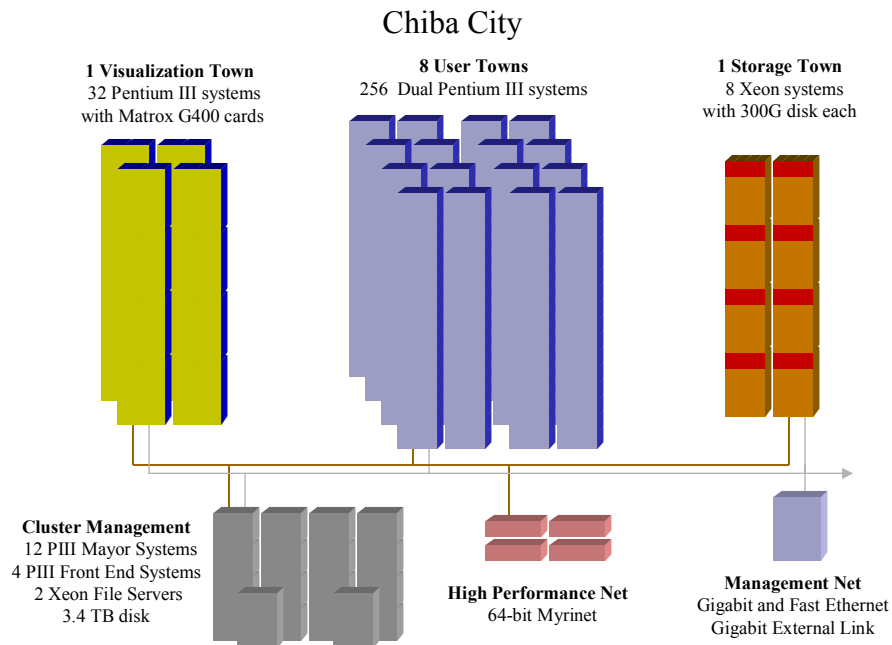 Chiba City
1 Visualization Town
32 Pentium III systems
with Matrox G400 cards
8 User Towns
256 Dual Pentium III systems
1 Storage Town
8 Xeon systems
with 300G disk each
Cluster Management
12 PIII Mayor Systems
4 PIII Front End Systems
2 Xeon File Servers
3.4 TB disk
High Performance Net
64-bit Myrinet
Management Net
Gigabit and Fast Ethernet
Gigabit External Link